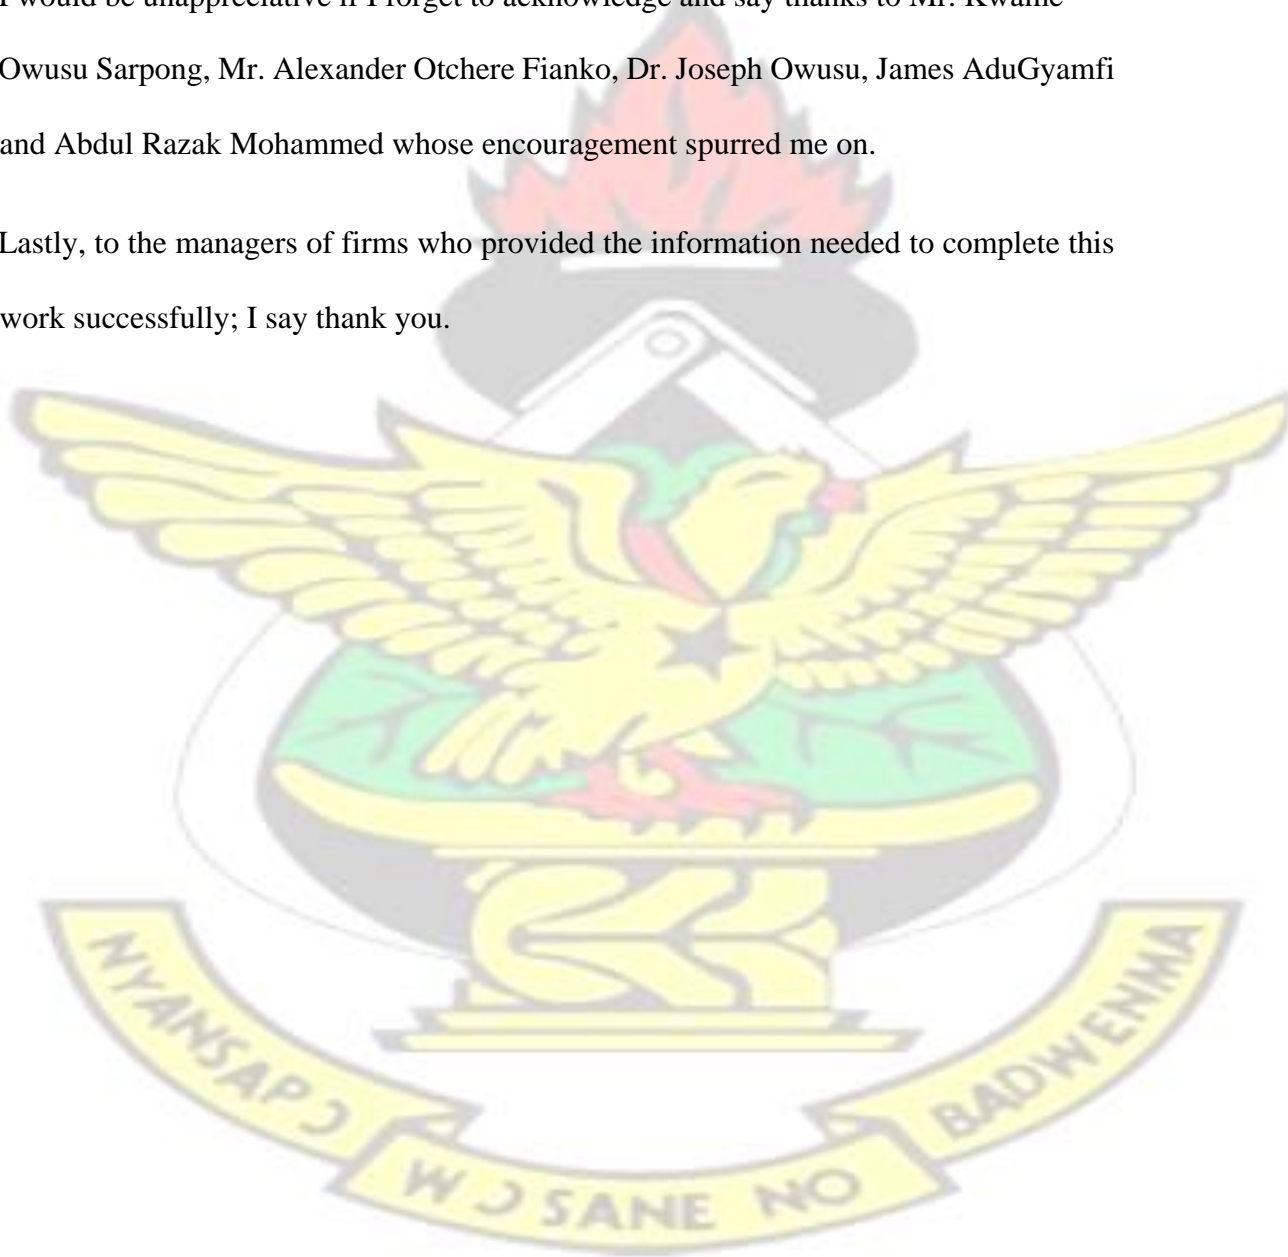 I would be unappreciative if I forget to acknowledge and say thanks to Mr. Kwame
Owusu Sarpong, Mr. Alexander Otchere Fianko, Dr. Joseph Owusu, James AduGyamfi
and Abdul Razak Mohammed whose encouragement spurred me on.
Lastly, to the managers of firms who provided the information needed to complete this
work successfully; I say thank you.
NYANSAPƆ
WƆSANE NO
BADWENMA